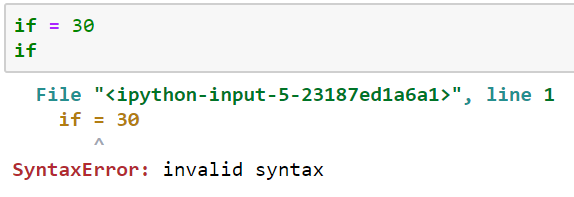 if = 30
if
File "<ipython-input-5-23187ed1a6a1>", line 1
if = 30
^
SyntaxError: invalid syntax